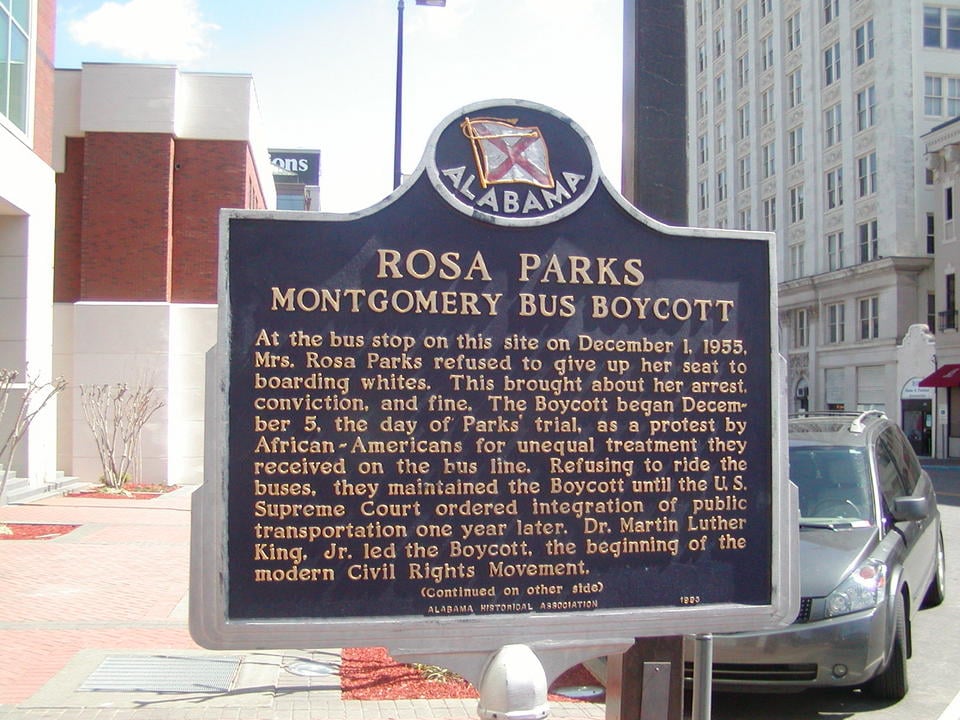 ons
ALABAMA
ROSA PARKS
MONTGOMERY BUS BOYCOTT
At the bus stop on this site on December 1, 1955,
Mrs. Rosa Parks refused to give up her seat to
boarding whites. This brought about her arrest,
conviction, and fine. The Boycott began Decem-
ber 5, the day of Parks' trial, as a protest by
African-Americans for unequal treatment they
received on the bus line. Refusing to ride the
buses, they maintained the Boycott until the U.S.
Supreme Court ordered integration of public
transportation one year later. Dr. Martin Luther
King, Jr. led the Boycott, the beginning of the
modern Civil Rights Movement.
(Continued on other side)
ALABAMA HISTORICAL ASSOCIATION 1993